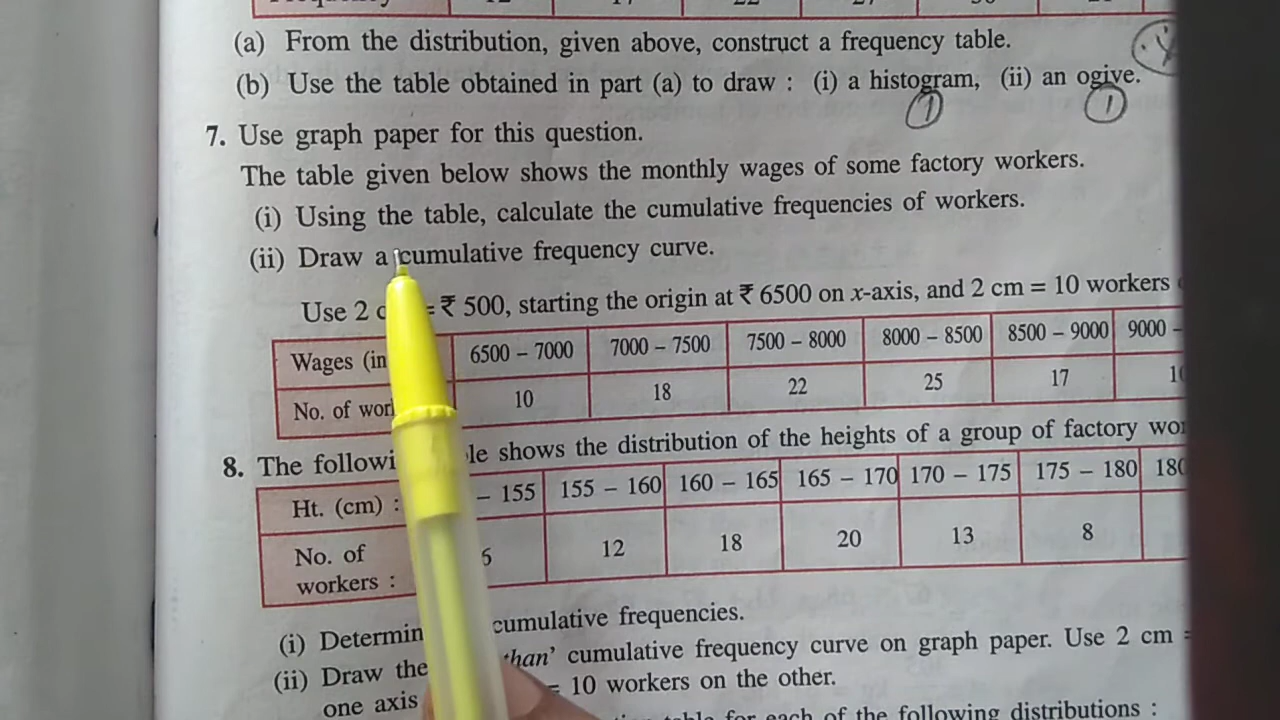 (a) From the distribution, given above, construct a frequency table.
(b) Use the table obtained in part (a) to draw : (i) a histogram, (ii) an ogive.
1 1
7. Use graph paper for this question.
The table given below shows the monthly wages of some factory workers.
(i) Using the table, calculate the cumulative frequencies of workers.
(ii) Draw a cumulative frequency curve.
Use 2 = ₹ 500, starting the origin at ₹ 6500 on x-axis, and 2 cm = 10 workers
Wages (in 6500 – 7000 7000 – 7500 7500 – 8000 8000 – 8500 8500 – 9000 9000 –
No. of 10 18 22 25 17
8. The shows the distribution of the heights of a group of factory
Ht. (cm) : – 155 155 – 160 160 – 165 165 – 170 170 – 175 175 – 180
No. of 12 18 20 13 8
workers :
(i) cumulative frequencies.
(ii) Draw the than’ cumulative frequency curve on graph paper. Use 2 cm
one axis = 10 workers on the other.
for each of the following distributions :